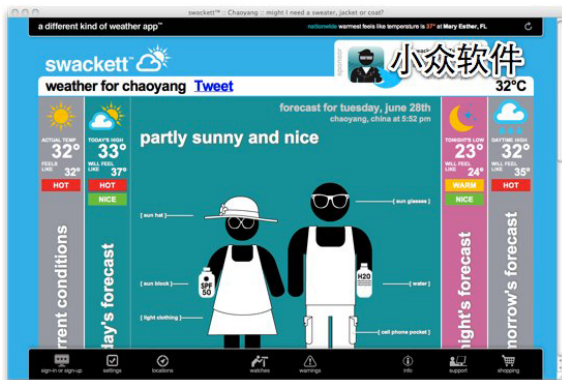 swackett™ :: Chaoyang :: might I need a sweater, jacket or coat?
a different kind of weather app™
nationwide warmest feels like temperature is 37° at Mary Esther, FL
swackett™
sponsor
小众软件
weather for chaoyang Tweet
32°C
forecast for tuesday, june 28th
chaoyang, china at 5:52 pm
partly sunny and nice
ACTUAL TEMP
32°
FEELS LIKE 32°
HOT
current conditions
TODAY'S HIGH
33°
WILL FEEL LIKE 37°
HOT
NICE
today's forecast
[ sun hat ]
[ sun block ]
[ light clothing ]
SPF
50
[ sun glasses ]
H20
[ water ]
[ cell phone pocket ]
TONIGHT'S LOW
23°
WILL FEEL LIKE 24°
WARM
NICE
night's forecast
DAYTIME HIGH
32°
WILL FEEL LIKE 35°
HOT
morrow's forecast
sign-in or sign-up
settings
locations
watches
warnings
info
support
shopping